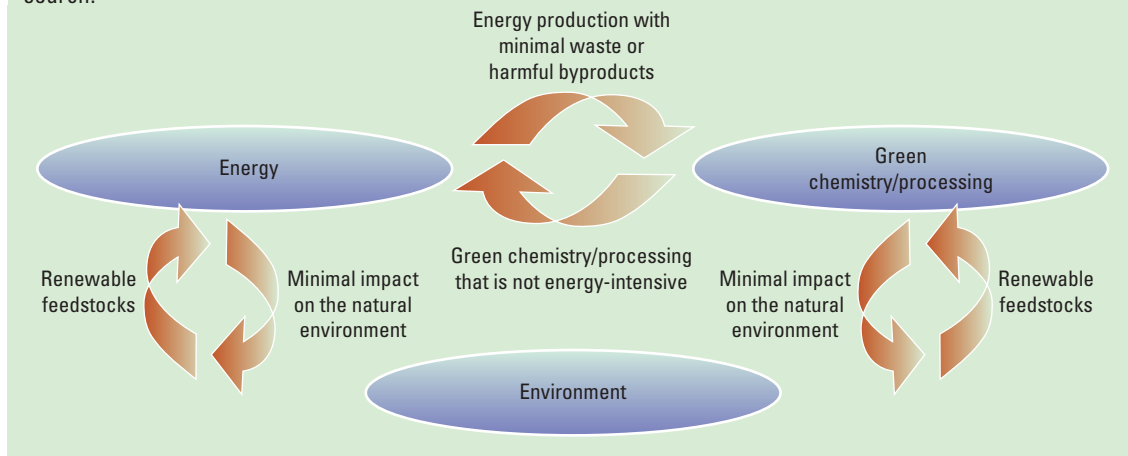 Energy production with
minimal waste or
harmful byproducts
Energy
Green
chemistry/processing
Renewable
feedstocks
Minimal impact
on the natural
environment
Green chemistry/processing
that is not energy-intensive
Minimal impact
on the natural
environment
Renewable
feedstocks
Environment